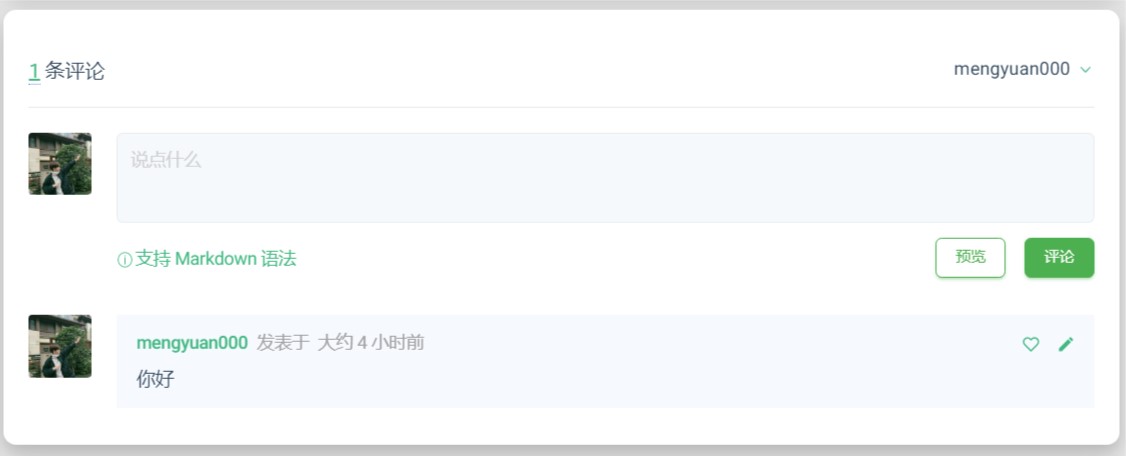 1 条评论
mengyuan000
说点什么
支持 Markdown 语法
预览
评论
mengyuan000 发表于 大约 4 小时前
你好